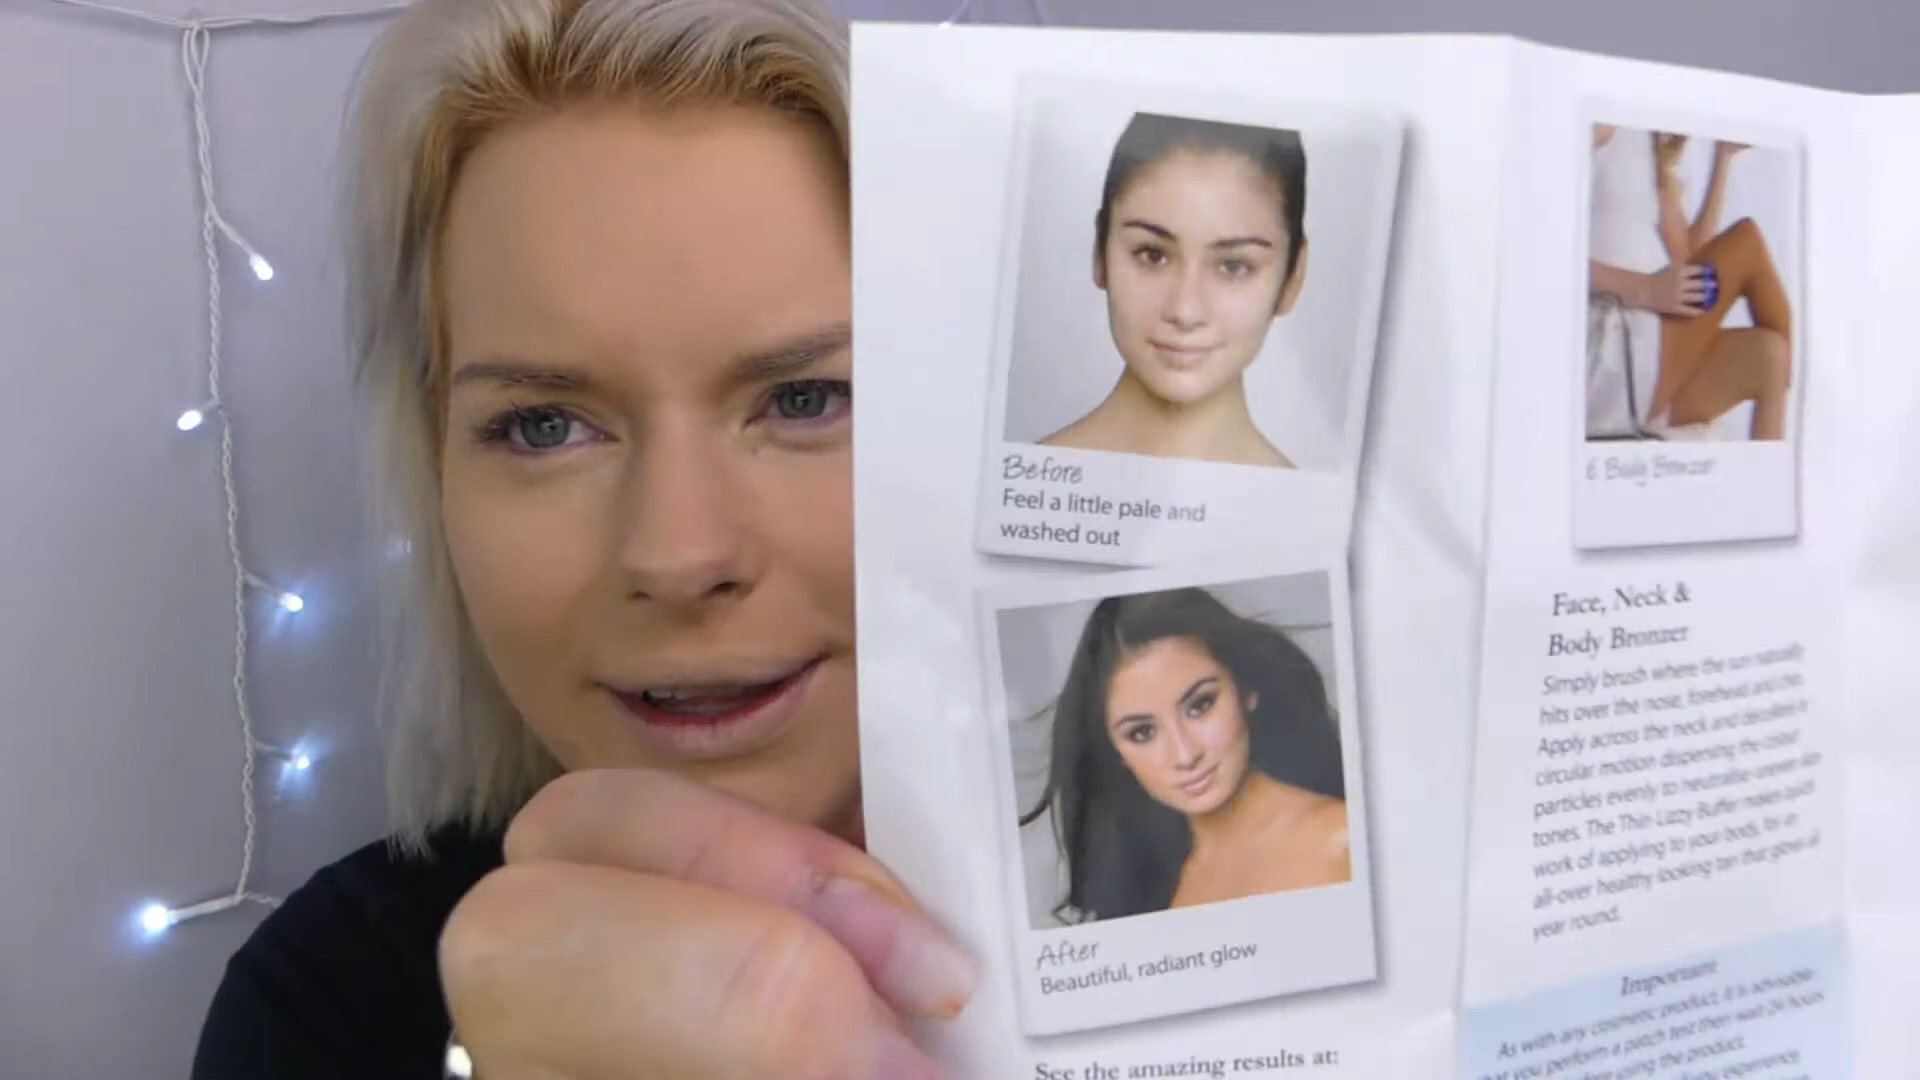 Before
Feel a little pale and
washed out
After
Beautiful, radiant glow
See the amazing results at:
6 Body Bronzer
Face, Neck &
Body Bronzer
Simply brush where the sun naturally
hits over the nose, forehead and chin.
Apply across the neck and décolleté in
circular motion dispersing the colour
particles evenly to neutralise uneven skin
tones. The Thin Lizzy Buffer makes quick
work of applying to your body, for an
all-over healthy looking tan that glows all
year round.
Important
As with any cosmetic product, it is advisable
that you perform a patch test then wait 24 hours
before using the product.
you experience